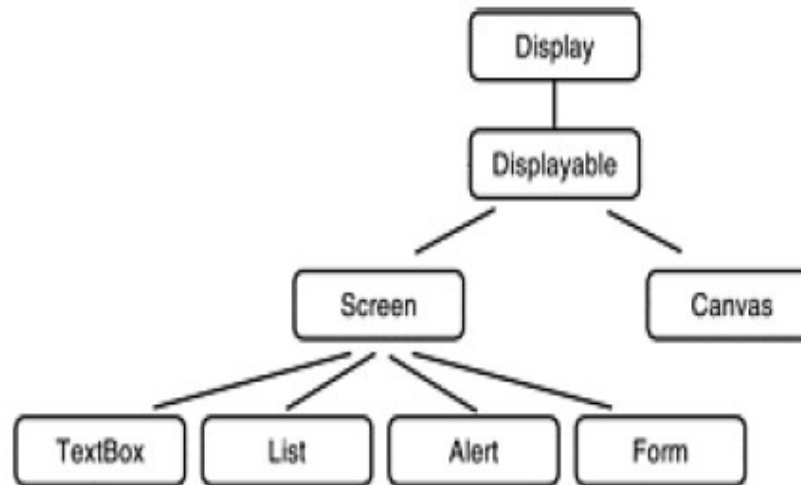 Display
Displayable
Screen
Canvas
TextBox
List
Alert
Form